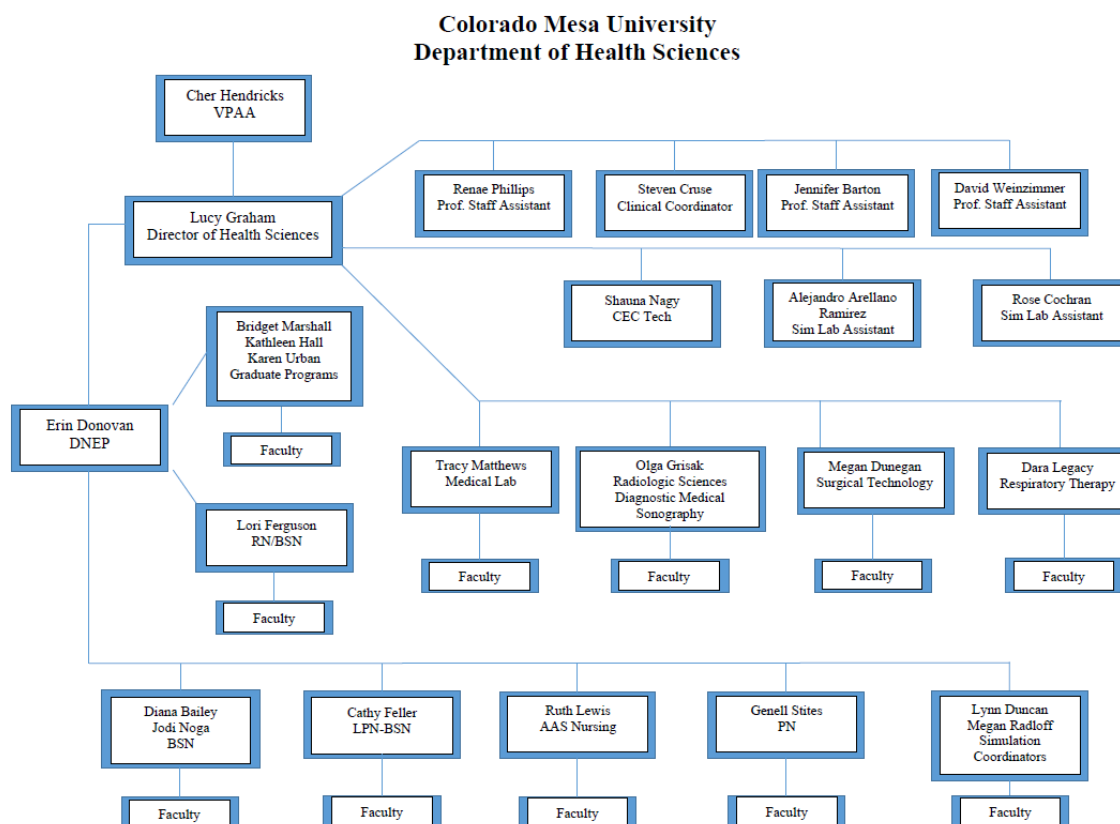 Colorado Mesa University
Department of Health Sciences
Cher Hendricks
VPAA
Renae Phillips
Prof. Staff Assistant
Steven Cruse
Clinical Coordinator
Jennifer Barton
Prof. Staff Assistant
David Weinzimmer
Prof. Staff Assistant
Lucy Graham
Director of Health Sciences
Shauna Nagy
CEC Tech
Alejandro Arellano
Ramirez
Sim Lab Assistant
Rose Cochran
Sim Lab Assistant
Bridget Marshall
Kathleen Hall
Karen Urban
Graduate Programs
Faculty
Erin Donovan
DNEP
Lori Ferguson
RN/BSN
Faculty
Tracy Matthews
Medical Lab
Olga Grisak
Radiologic Sciences
Diagnostic Medical
Sonography
Megan Dunegan
Surgical Technology
Dara Legacy
Respiratory Therapy
Faculty
Faculty
Faculty
Faculty
Diana Bailey
Jodi Noga
BSN
Cathy Feller
LPN-BSN
Ruth Lewis
AAS Nursing
Genell Stites
PN
Lynn Duncan
Megan Radloff
Simulation
Coordinators
Faculty
Faculty
Faculty
Faculty
Faculty